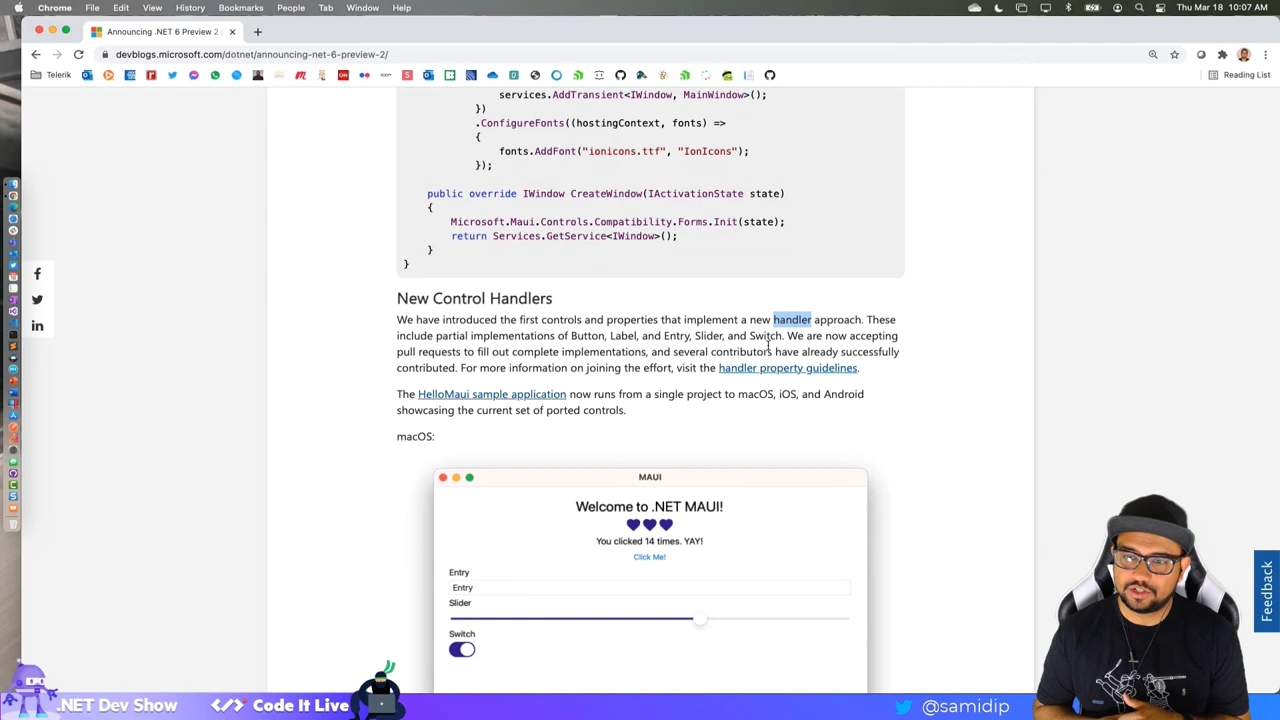 Chrome File Edit View History Bookmarks People Tab Window Help
Thu Mar 18 10:07 AM
Announcing .NET 6 Preview 2
devblogs.microsoft.com/dotnet/announcing-net-6-preview-2/
Telerik
Reading List
services.AddTransient<IWindow, MainWindow>();
})
.ConfigureFonts((hostingContext, fonts) =>
{
fonts.AddFont("ionicons.ttf", "IonIcons");
});
public override IWindow CreateWindow(IActivationState state)
{
Microsoft.Maui.Controls.Compatibility.Forms.Init(state);
return Services.GetService<IWindow>();
}
}
New Control Handlers
We have introduced the first controls and properties that implement a new handler approach. These
include partial implementations of Button, Label, and Entry, Slider, and Switch. We are now accepting
pull requests to fill out complete implementations, and several contributors have already successfully
contributed. For more information on joining the effort, visit the handler property guidelines.
The HelloMaui sample application now runs from a single project to macOS, iOS, and Android
showcasing the current set of ported controls.
macOS:
MAUI
Welcome to .NET MAUI!
You clicked 14 times. YAY!
Click Me!
Entry
Entry
Slider
Switch
Feedback
.NET Dev Show
</> Code It Live
@samidip